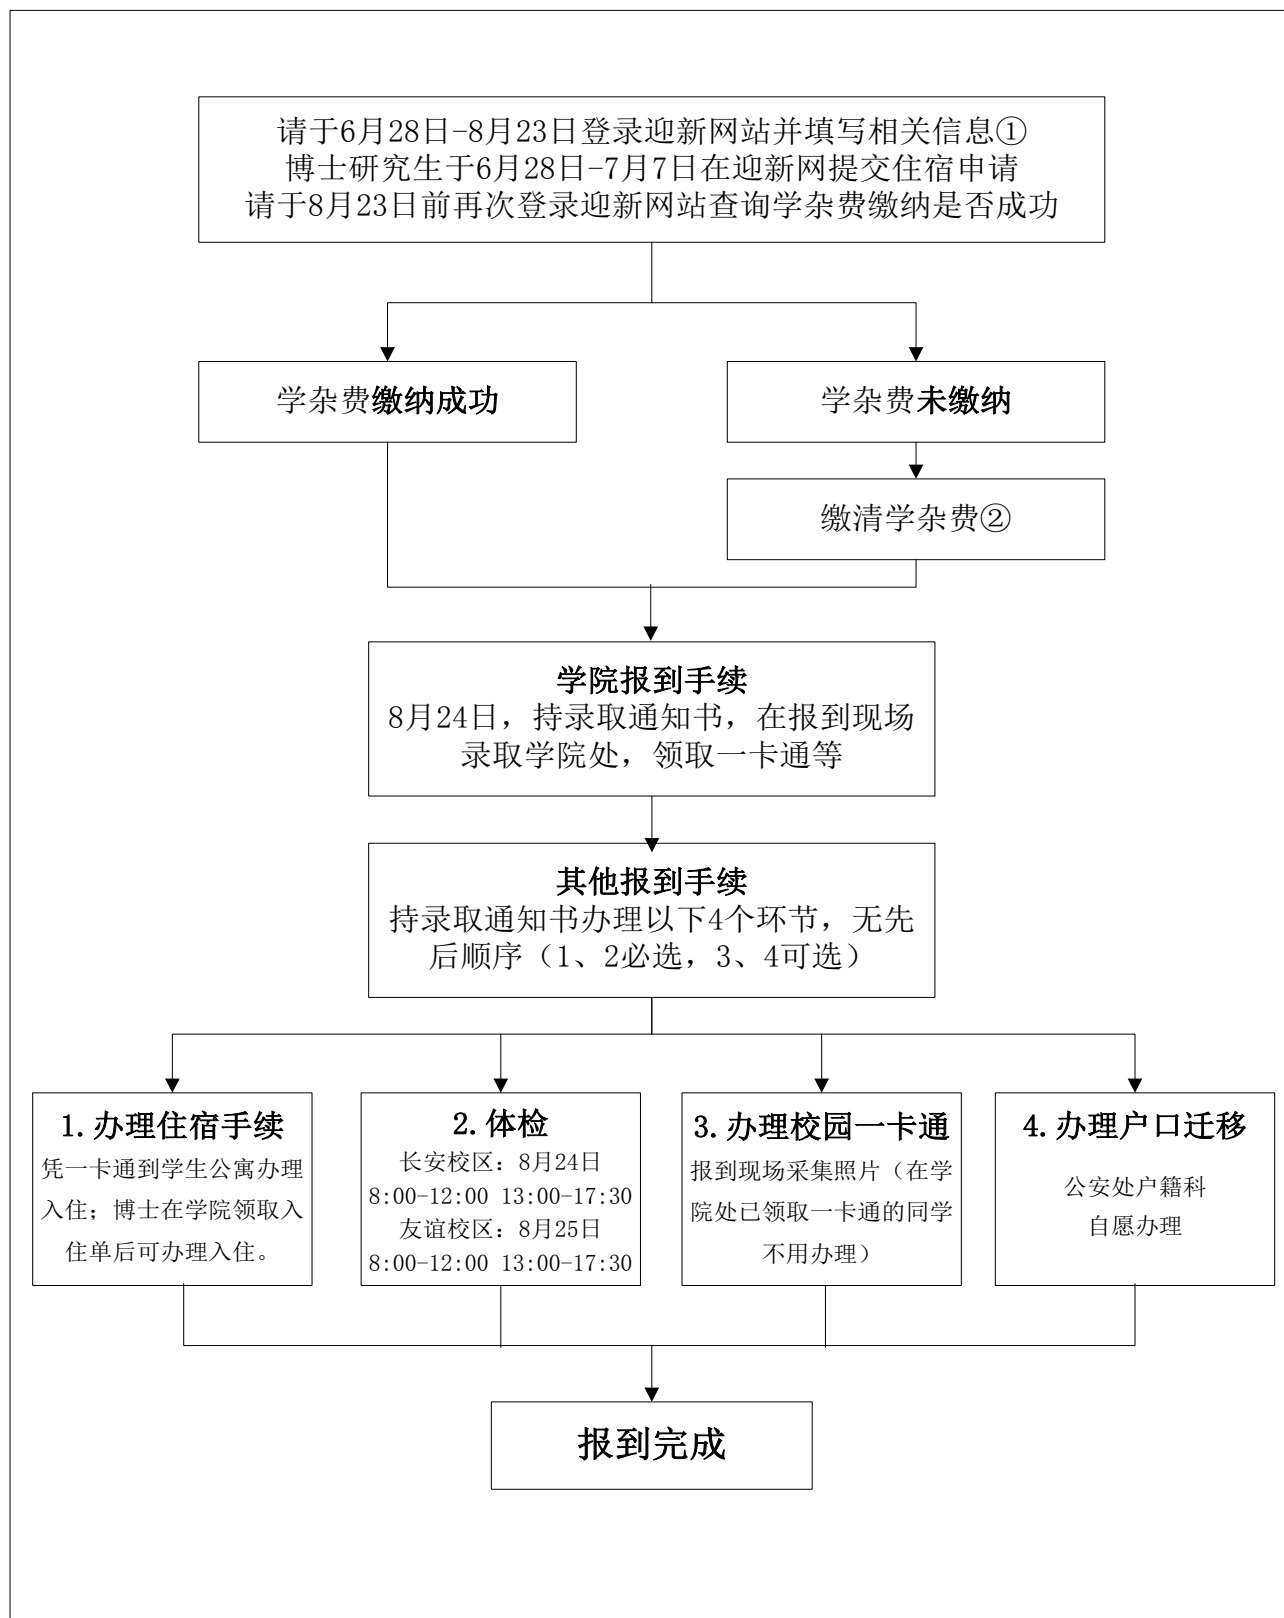 请于6月28日-8月23日登录迎新网站并填写相关信息①
博士研究生于6月28日-7月7日在迎新网提交住宿申请
请于8月23日前再次登录迎新网站查询学杂费缴纳是否成功
学杂费缴纳成功
学杂费未缴纳
缴清学杂费②
学院报到手续
8月24日，持录取通知书，在报到现场
录取学院处，领取一卡通等
其他报到手续
持录取通知书办理以下4个环节，无先
后顺序（1、2必选，3、4可选）
1.办理住宿手续
凭一卡通到学生公寓办理
入住；博士在学院领取入
住单后可办理入住。
2.体检
长安校区：8月24日
8:00-12:00 13:00-17:30
友谊校区：8月25日
8:00-12:00 13:00-17:30
3.办理校园一卡通
报到现场采集照片（在学
院处已领取一卡通的同学
不用办理）
4.办理户口迁移
公安处户籍科
自愿办理
报到完成